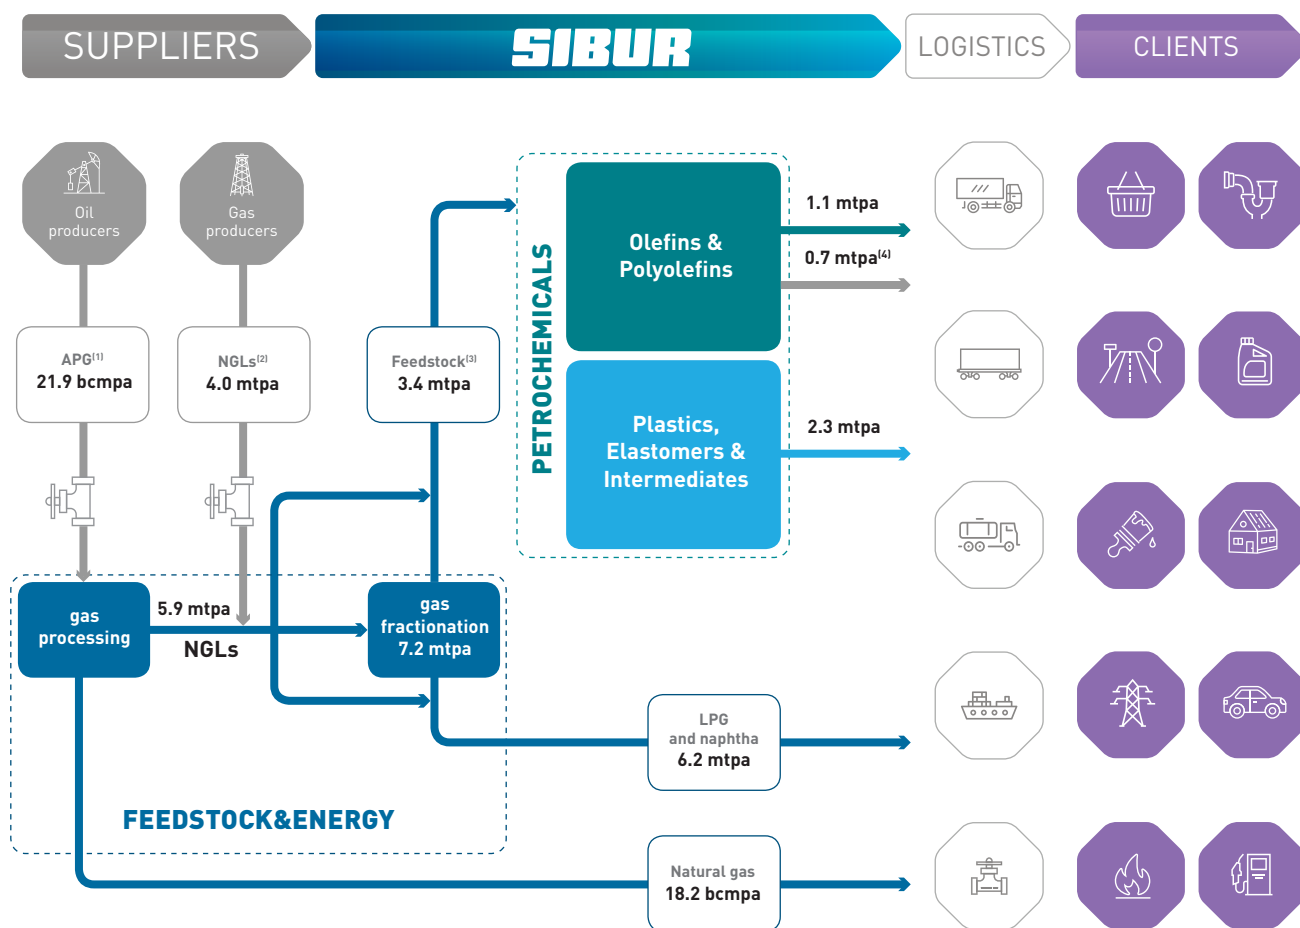 SUPPLIERS
SIBUR
LOGISTICS
CLIENTS
Oil
producers
Gas
producers
APG(1)
21.9 bcmpa
NGLs(2)
4.0 mtpa
Feedstock(3)
3.4 mtpa
PETROCHEMICALS
Olefins &
Polyolefins
1.1 mtpa
0.7 mtpa(4)
Plastics,
Elastomers &
Intermediates
2.3 mtpa
gas
processing
5.9 mtpa
NGLs
gas
fractionation
7.2 mtpa
LPG
and naphtha
6.2 mtpa
FEEDSTOCK&ENERGY
Natural gas
18.2 bcmpa